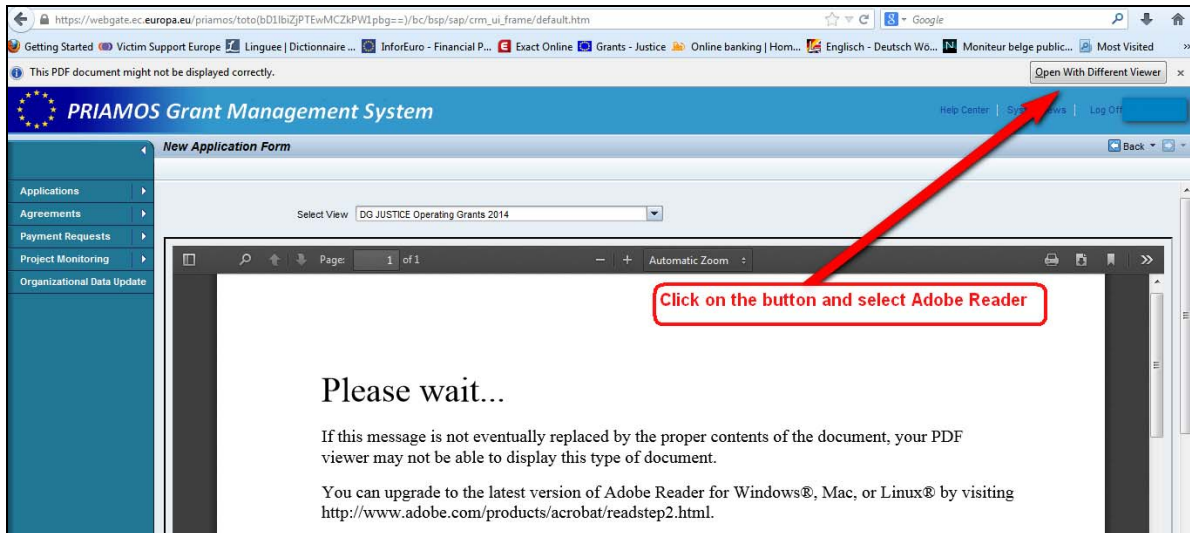 https://webgate.ec.europa.eu/priamos/toto(bD1lbiZjPTEwMCZkPW1pbg==)/bc/bsp/sap/crm_ui_frame/default.htm Google
Getting Started Victim Support Europe Linguee | Dictionnaire ... InforEuro - Financial P... Exact Online Grants - Justice Online banking | Hom... Englisch - Deutsch Wö... Moniteur belge public... Most Visited »
This PDF document might not be displayed correctly. Open With Different Viewer x
PRIAMOS Grant Management System Help Center | | Log Off
New Application Form Back
Applications
Agreements
Select View DG JUSTICE Operating Grants 2014
Payment Requests
Project Monitoring
Page: 1 of 1 − + Automatic Zoom »
Organizational Data Update
Click on the button and select Adobe Reader
Please wait...
If this message is not eventually replaced by the proper contents of the document, your PDF
viewer may not be able to display this type of document.
You can upgrade to the latest version of Adobe Reader for Windows®, Mac, or Linux® by visiting
http://www.adobe.com/products/acrobat/readstep2.html.